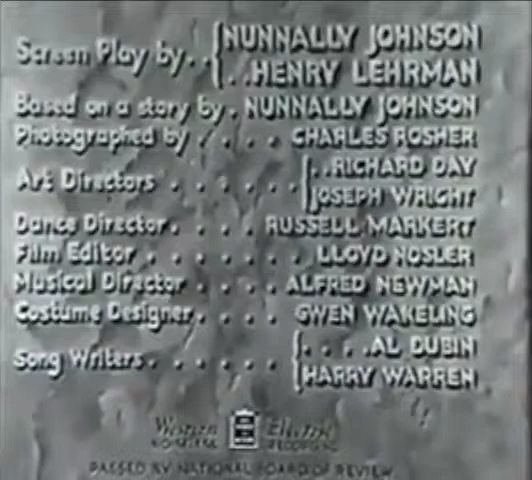 Screen Play by.. NUNNALLY JOHNSON
..HENRY LEHRMAN
Based on a story by. NUNNALLY JOHNSON
Photographed by .... CHARLES ROSHER
Art Directors ...... ..RICHARD DAY
JOSEPH WRIGHT
Dance Director.... RUSSELL MARKERT
Film Editor ....... LLOYD NOSLER
Musical Director .... ALFRED NEWMAN
Costume Designer.... GWEN WAKELING
Song Writers...... ....AL DUBIN
HARRY WARREN
Western Electric
NOISELESS RECORDING
PASSED BY NATIONAL BOARD OF REVIEW